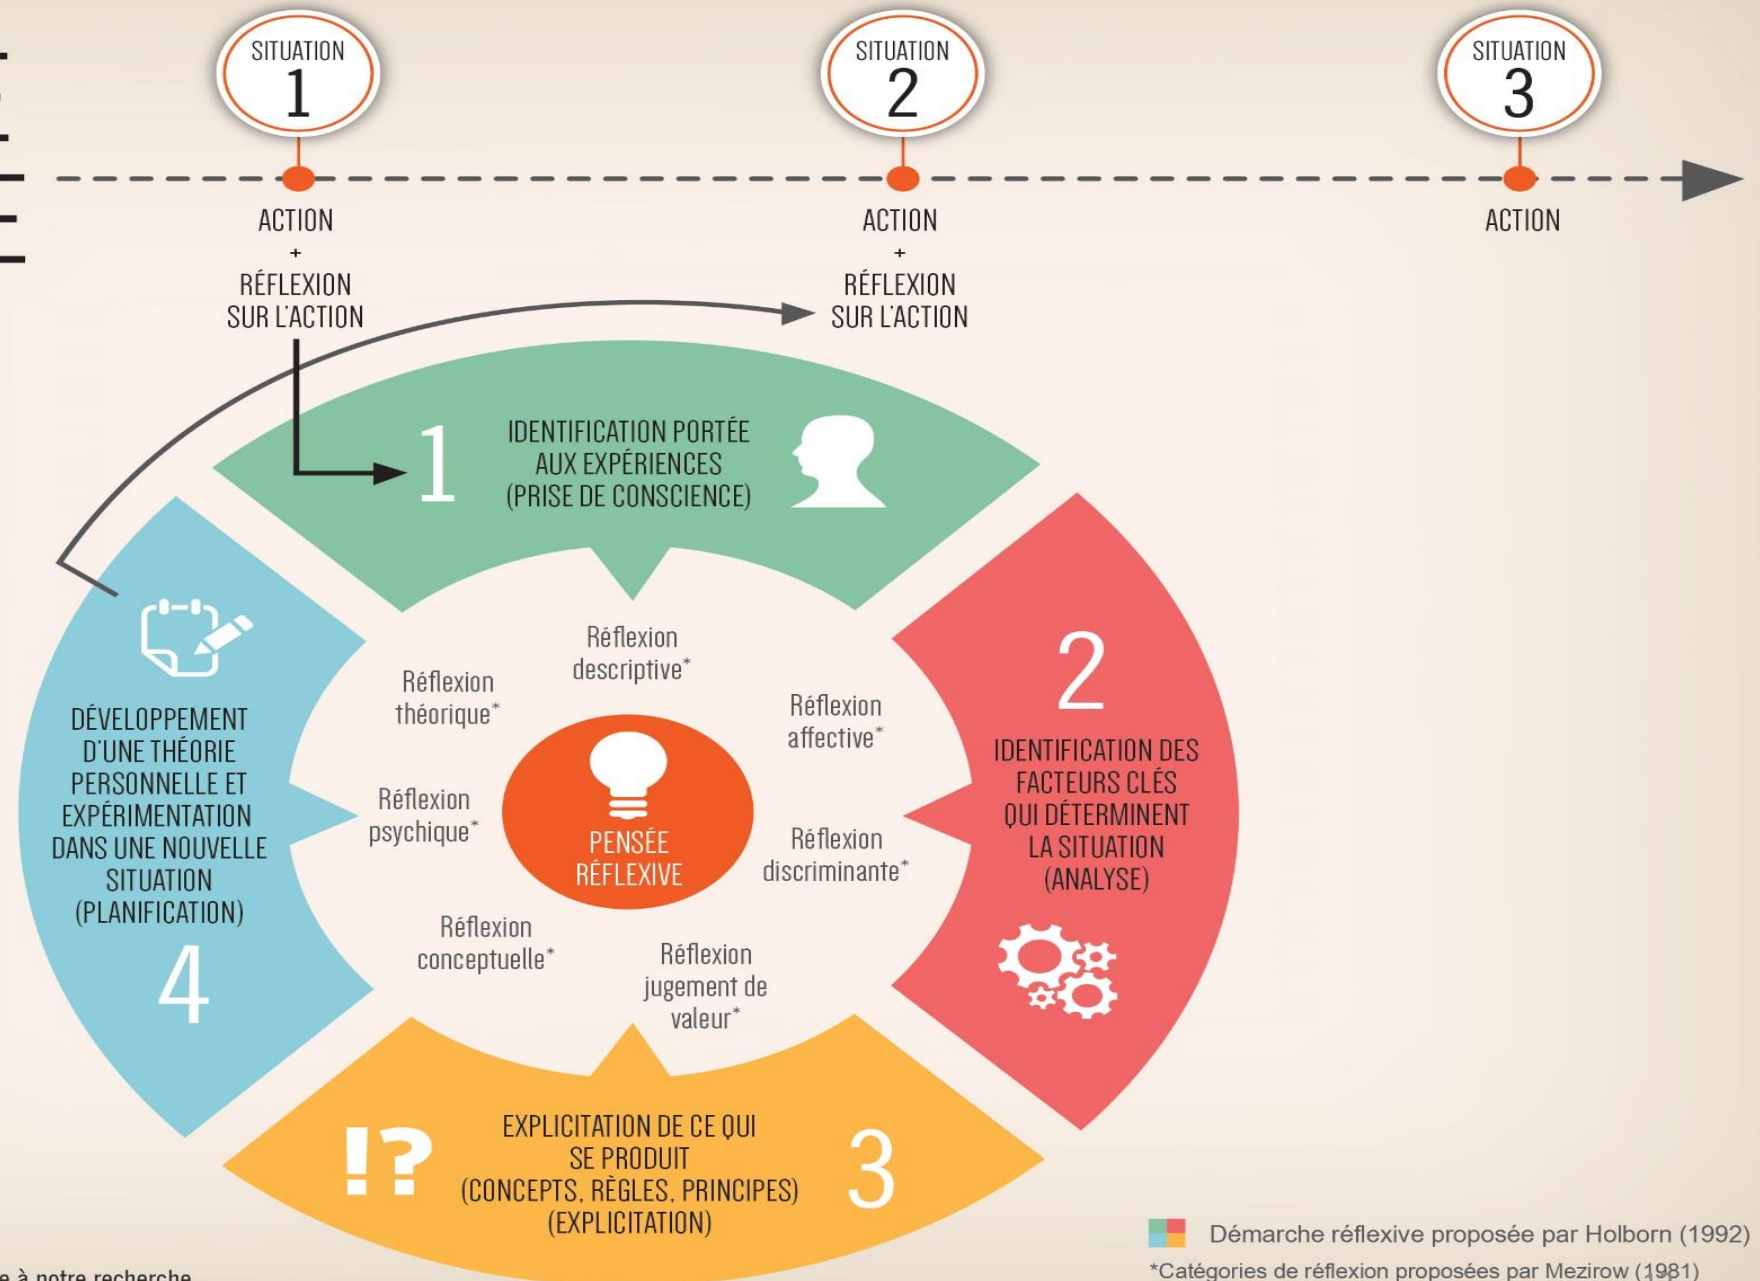 SITUATION
1
SITUATION
2
SITUATION
3
ACTION
+
RÉFLEXION
SUR L'ACTION
ACTION
+
RÉFLEXION
SUR L'ACTION
ACTION
1
IDENTIFICATION PORTÉE
AUX EXPÉRIENCES
(PRISE DE CONSCIENCE)
2
IDENTIFICATION DES
FACTEURS CLÉS
QUI DÉTERMINENT
LA SITUATION
(ANALYSE)
!?
EXPLICITATION DE CE QUI
SE PRODUIT
(CONCEPTS, RÈGLES, PRINCIPES)
(EXPLICITATION)
3
DÉVELOPPEMENT
D'UNE THÉORIE
PERSONNELLE ET
EXPÉRIMENTATION
DANS UNE NOUVELLE
SITUATION
(PLANIFICATION)
4
Réflexion
descriptive*
Réflexion
affective*
Réflexion
discriminante*
Réflexion
jugement de
valeur*
Réflexion
conceptuelle*
Réflexion
psychique*
Réflexion
théorique*
PENSÉE
RÉFLEXIVE
Démarche réflexive proposée par Holborn (1992)
*Catégories de réflexion proposées par Mezirow (1981)
à notre recherche